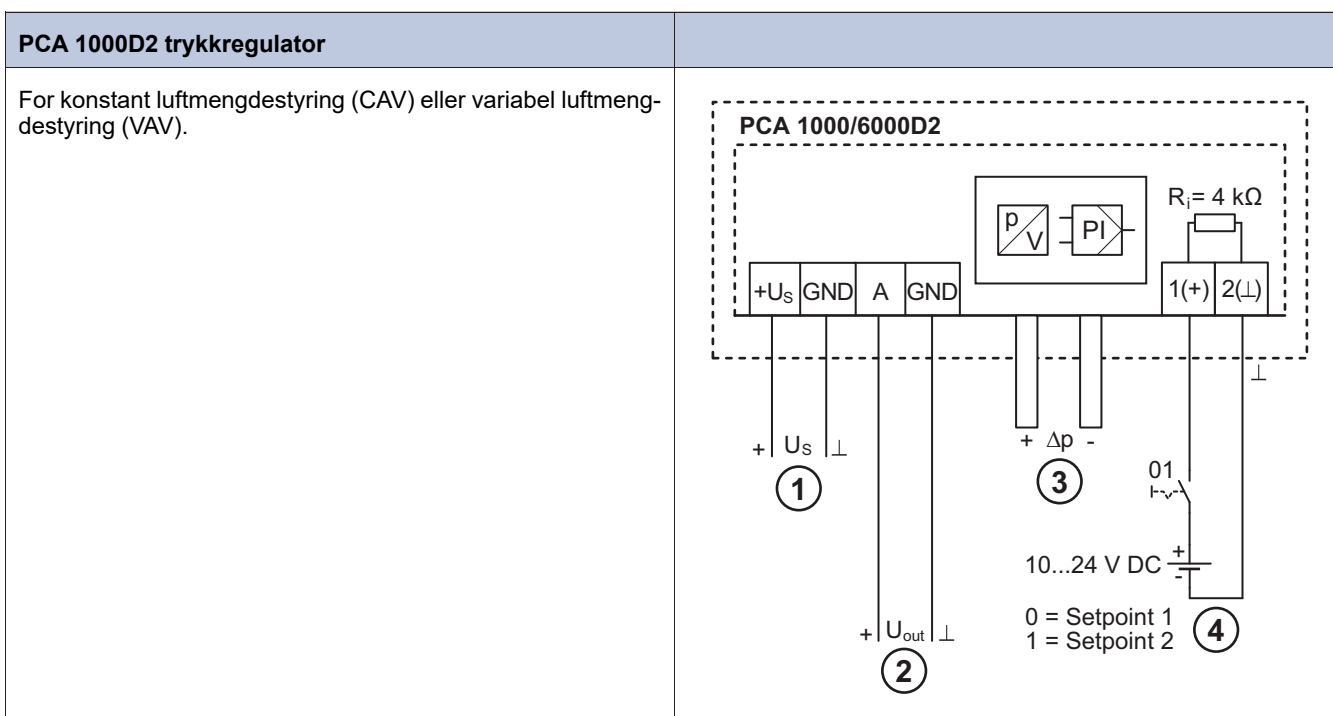 PCA 1000D2 trykkregulator
For konstant luftmengdestyring (CAV) eller variabel luftmeng-
destyring (VAV).
PCA 1000/6000D2
Ri= 4 kΩ
p
V
PI
+Us GND A GND
1(+) 2(⊥)
⊥
+ Us ⊥
1
+ Δp -
3
01
10...24 V DC
+
-
0 = Setpoint 1
1 = Setpoint 2
4
+ Uout ⊥
2